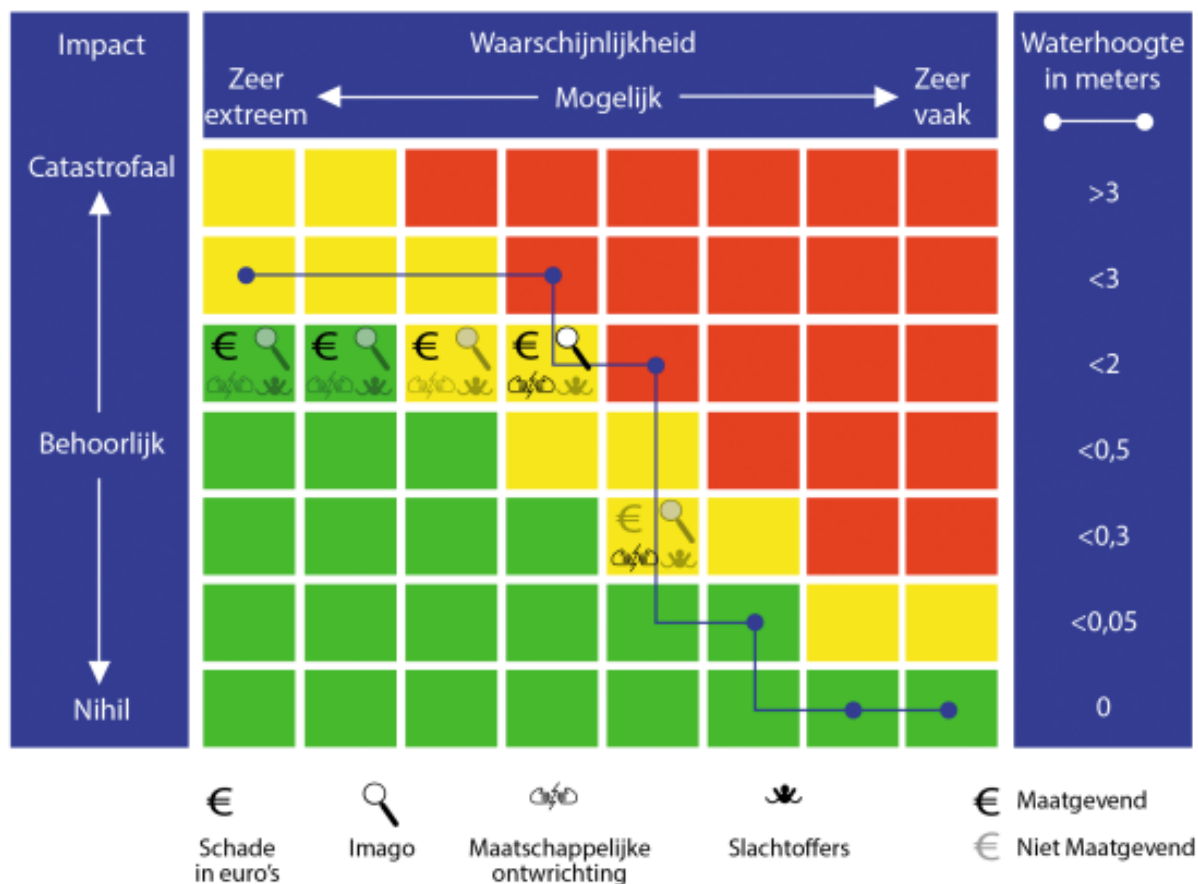 Impact
Waarschijnlijkheid
Waterhoogte
in meters
Zeer
extreem
Mogelijk
Zeer
vaak
Catastrofaal
>3
<3
€
€
€
€
<2
Behoorlijk
<0,5
€
<0,3
<0,05
Nihil
0
€
Schade
in euro's
Imago
Maatschappelijke
ontwrichting
Slachtoffers
€ Maatgevend
€ Niet Maatgevend